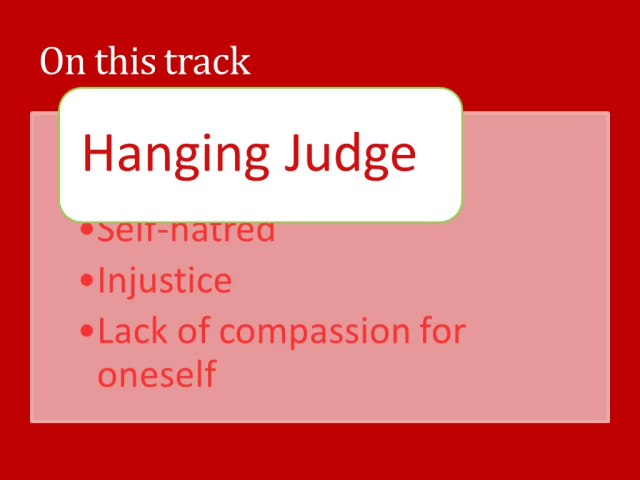 On this track
Hanging Judge
•Self-hatred
•Injustice
•Lack of compassion for
oneself